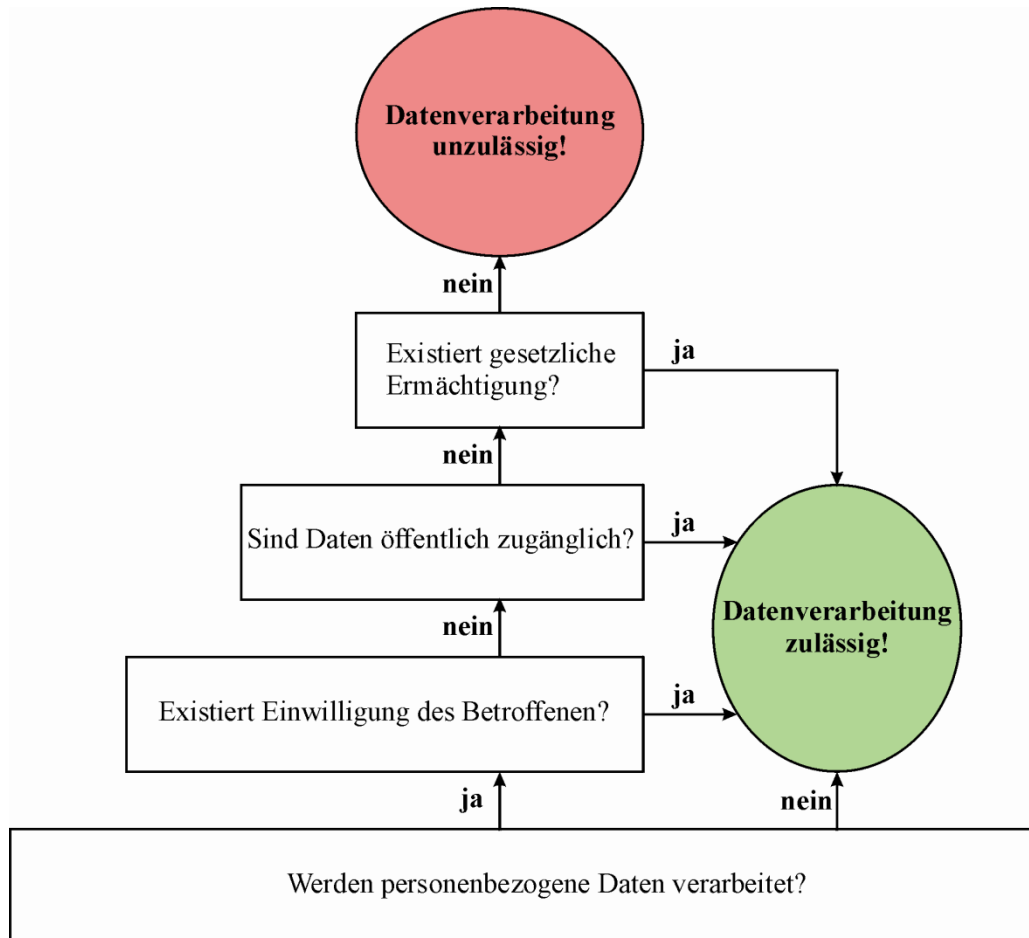 Datenverarbeitung
unzulässig!
nein
Existiert gesetzliche
Ermächtigung?
ja
nein
Sind Daten öffentlich zugänglich?
ja
Datenverarbeitung
zulässig!
nein
Existiert Einwilligung des Betroffenen?
ja
ja
nein
Werden personenbezogene Daten verarbeitet?